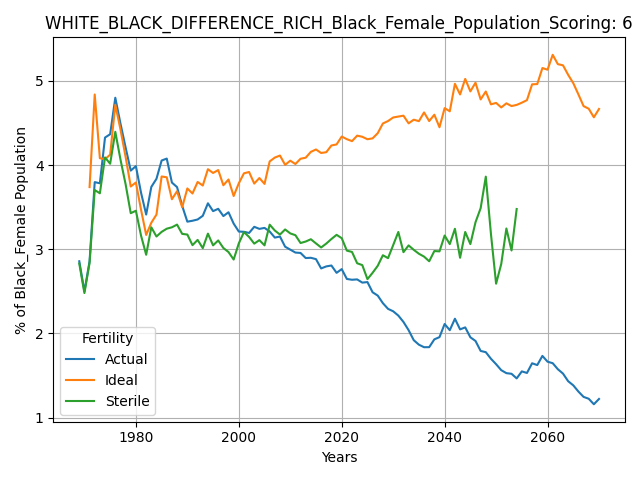 WHITE_BLACK_DIFFERENCE_RICH_Black_Female_Population_Scoring: 6
% of Black_Female Population
5
4
3
2
1
Fertility
Actual
Ideal
Sterile
1980 2000 2020 2040 2060
Years